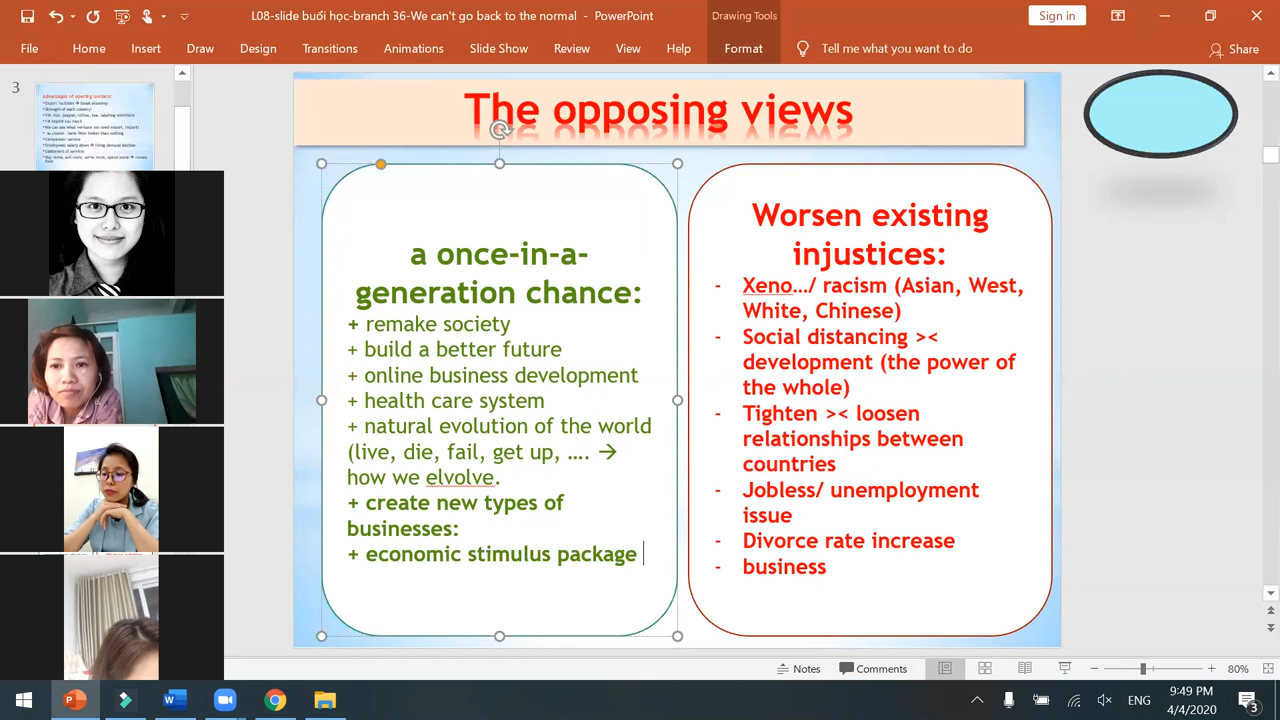 L08-slide buổi học-branch 36-We can't go back to the normal - PowerPoint
Drawing Tools
Sign in
File Home Insert Draw Design Transitions Animations Slide Show Review View Help Format Tell me what you want to do Share
3
Advantages of opening borders:
The opposing views
a once-in-a-
generation chance:
+ remake society
+ build a better future
+ online business development
+ health care system
+ natural evolution of the world
(live, die, fail, get up, …. →
how we elvolve.
+ create new types of
businesses:
+ economic stimulus package
Worsen existing
injustices:
- Xeno…/ racism (Asian, West,
White, Chinese)
- Social distancing ><
development (the power of
the whole)
- Tighten >< loosen
relationships between
countries
- Jobless/ unemployment
issue
- Divorce rate increase
- business
Notes Comments 80%
ENG
9:49 PM
4/4/2020
3